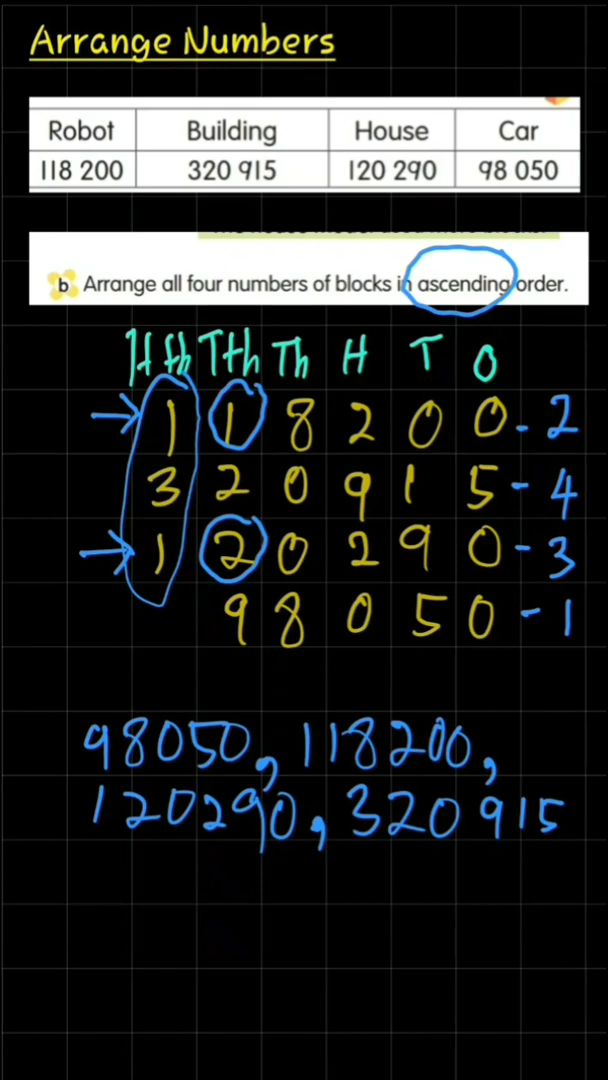 Arrange Numbers
Robot Building House Car
118 200 320 915 120 290 98 050
b Arrange all four numbers of blocks in ascending order.
H th Tth Th H T O
1 1 8 2 0 0 - 2
3 2 0 9 1 5 - 4
1 2 0 2 9 0 - 3
9 8 0 5 0 - 1
98050, 118200,
120290, 320915